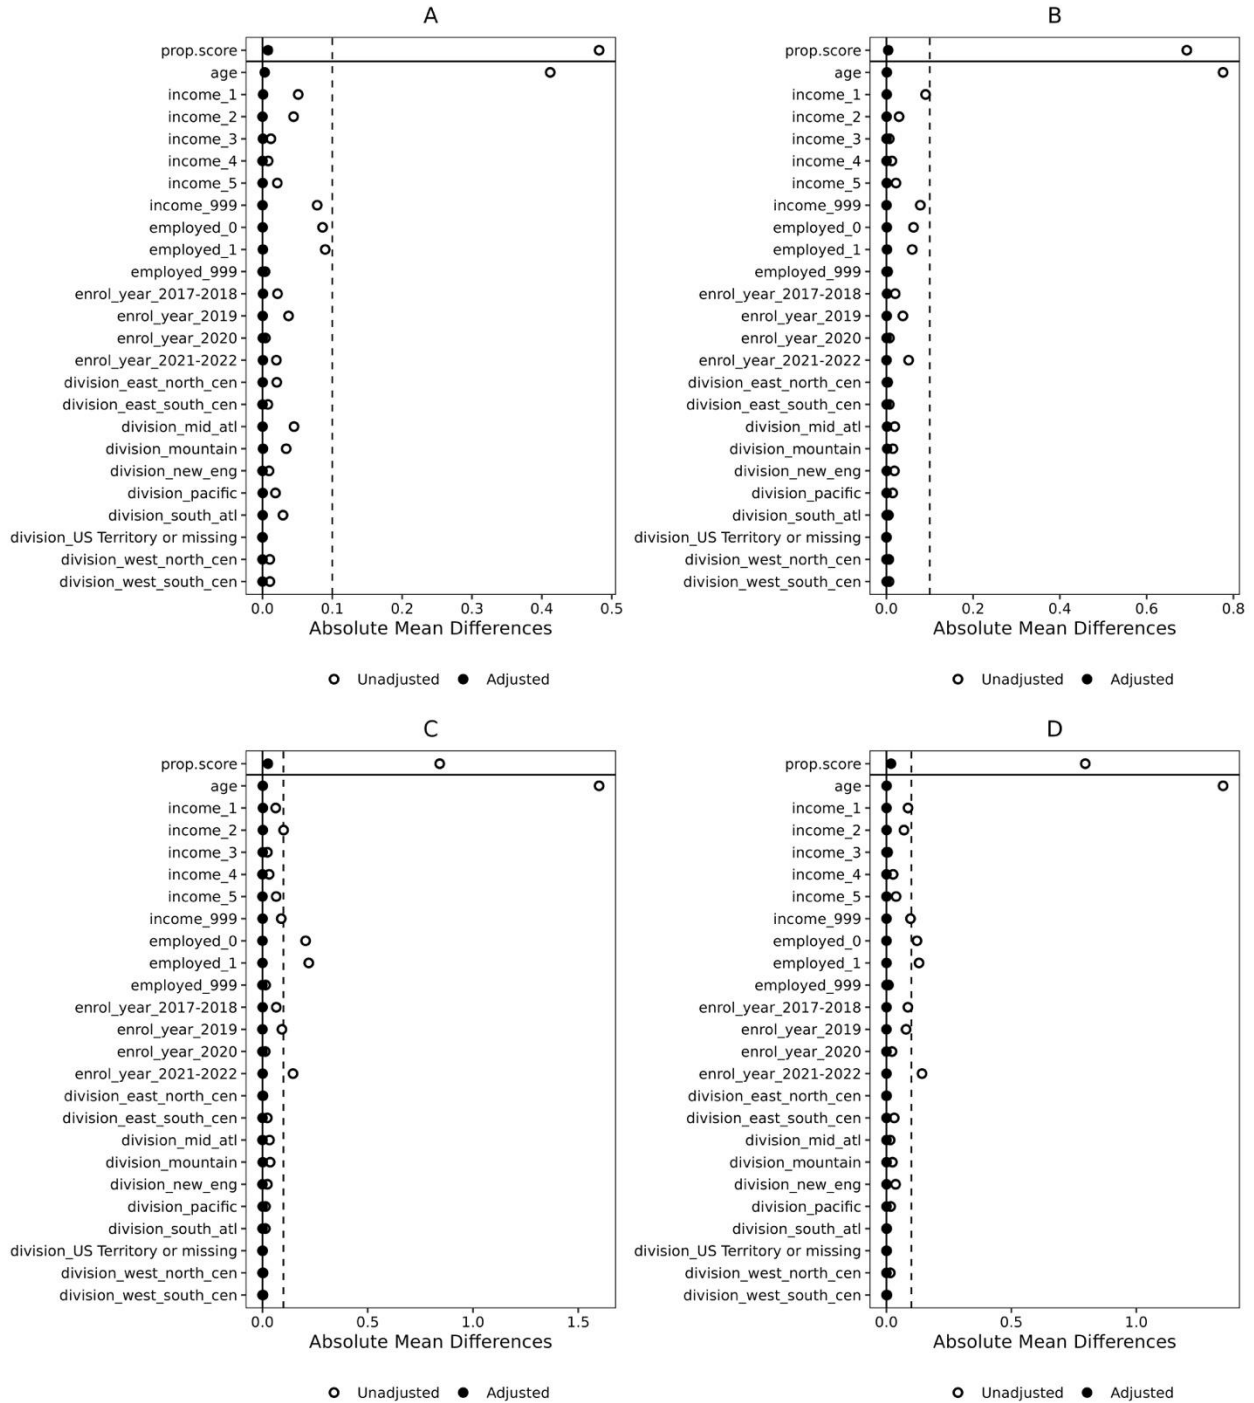 A
prop.score
age
income_1
income_2
income_3
income_4
income_5
income_999
employed_0
employed_1
employed_999
enrol_year_2017-2018
enrol_year_2019
enrol_year_2020
enrol_year_2021-2022
division_east_north_cen
division_east_south_cen
division_mid_atl
division_mountain
division_new_eng
division_pacific
division_south_atl
division_US Territory or missing
division_west_north_cen
division_west_south_cen
0.0 0.1 0.2 0.3 0.4 0.5
Absolute Mean Differences
Unadjusted Adjusted
B
prop.score
age
income_1
income_2
income_3
income_4
income_5
income_999
employed_0
employed_1
employed_999
enrol_year_2017-2018
enrol_year_2019
enrol_year_2020
enrol_year_2021-2022
division_east_north_cen
division_east_south_cen
division_mid_atl
division_mountain
division_new_eng
division_pacific
division_south_atl
division_US Territory or missing
division_west_north_cen
division_west_south_cen
0.0 0.2 0.4 0.6 0.8
Absolute Mean Differences
Unadjusted Adjusted
C
prop.score
age
income_1
income_2
income_3
income_4
income_5
income_999
employed_0
employed_1
employed_999
enrol_year_2017-2018
enrol_year_2019
enrol_year_2020
enrol_year_2021-2022
division_east_north_cen
division_east_south_cen
division_mid_atl
division_mountain
division_new_eng
division_pacific
division_south_atl
division_US Territory or missing
division_west_north_cen
division_west_south_cen
0.0 0.5 1.0 1.5
Absolute Mean Differences
Unadjusted Adjusted
D
prop.score
age
income_1
income_2
income_3
income_4
income_5
income_999
employed_0
employed_1
employed_999
enrol_year_2017-2018
enrol_year_2019
enrol_year_2020
enrol_year_2021-2022
division_east_north_cen
division_east_south_cen
division_mid_atl
division_mountain
division_new_eng
division_pacific
division_south_atl
division_US Territory or missing
division_west_north_cen
division_west_south_cen
0.0 0.5 1.0
Absolute Mean Differences
Unadjusted Adjusted